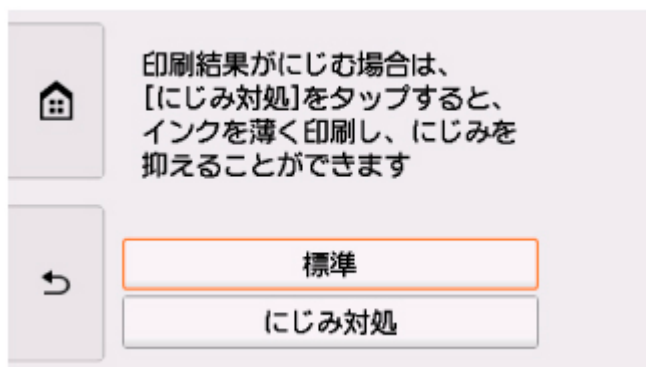 印刷結果がにじむ場合は、
[にじみ対処]をタップすると、
インクを薄く印刷し、にじみを
抑えることができます
標準
にじみ対処